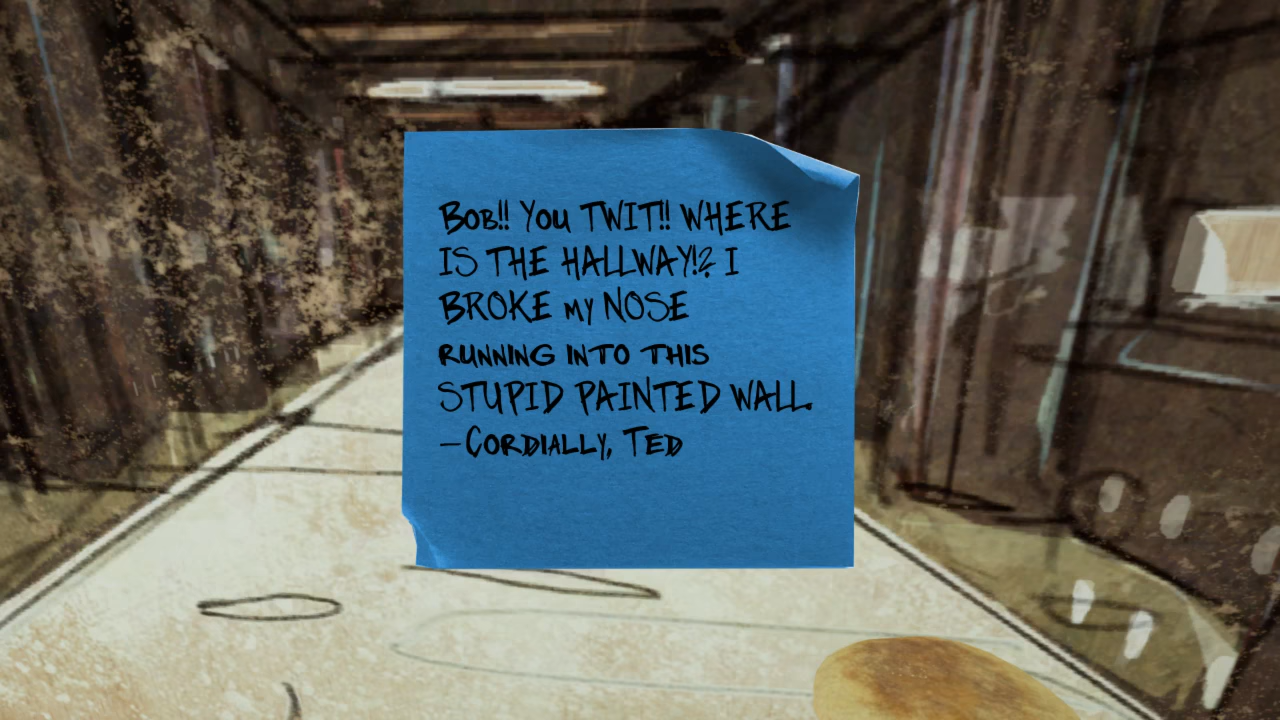 Bob!! You TWIT!! WHERE
IS THE HALLWAY!? I
BROKE my NOSE
RUNNING INTO THIS
STUPID PAINTED WALL.
–CORDIALLY, TED